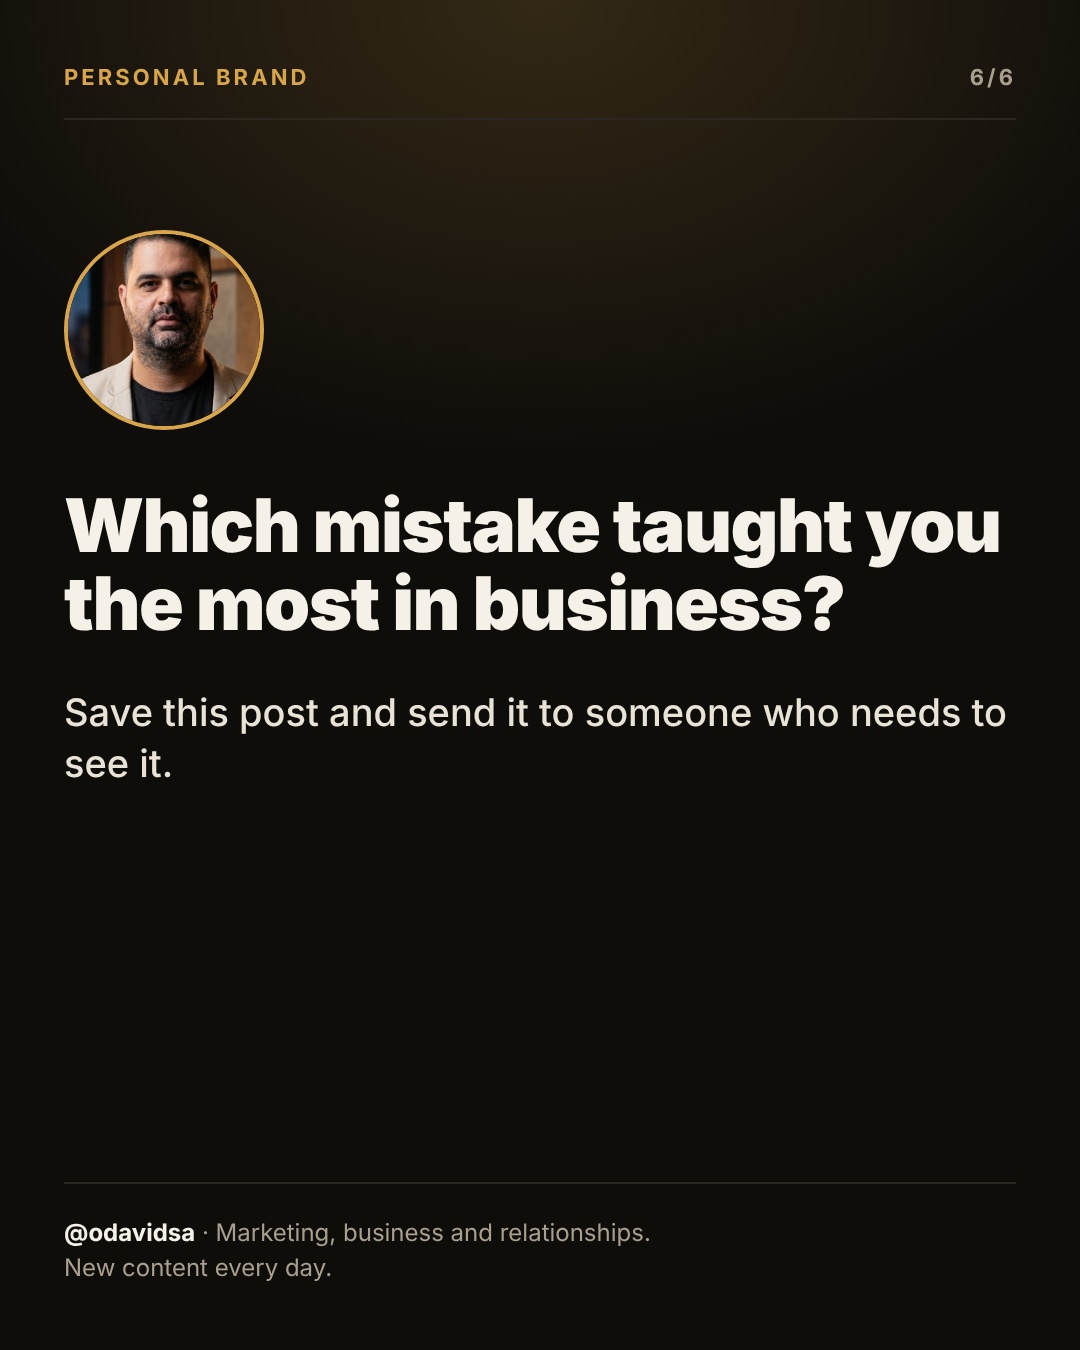 PERSONAL BRAND
6/6
Which mistake taught you
the most in business?
Save this post and send it to someone who needs to
see it.
@odavidsa · Marketing, business and relationships.
New content every day.